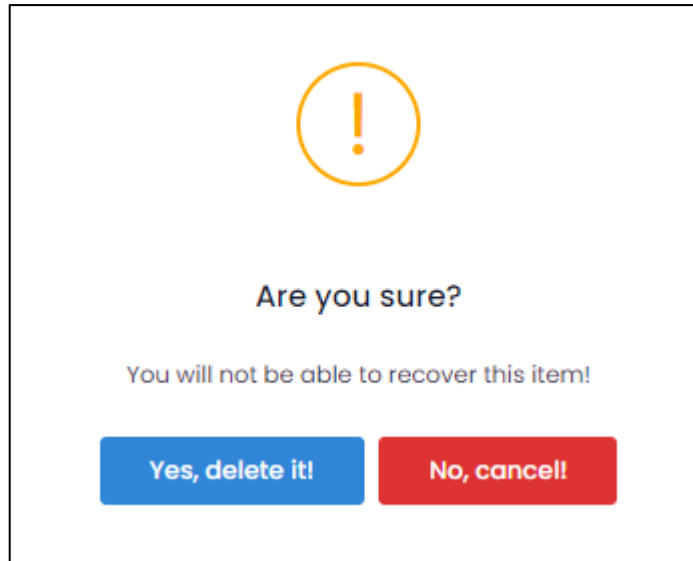 Are you sure?
You will not be able to recover this item!
Yes, delete it! No, cancel!